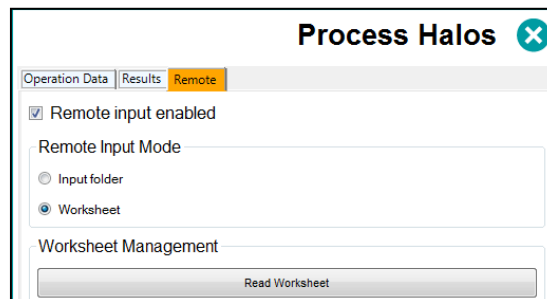 Process Halos
Operation Data Results Remote
Remote input enabled
Remote Input Mode
Input folder
Worksheet
Worksheet Management
Read Worksheet